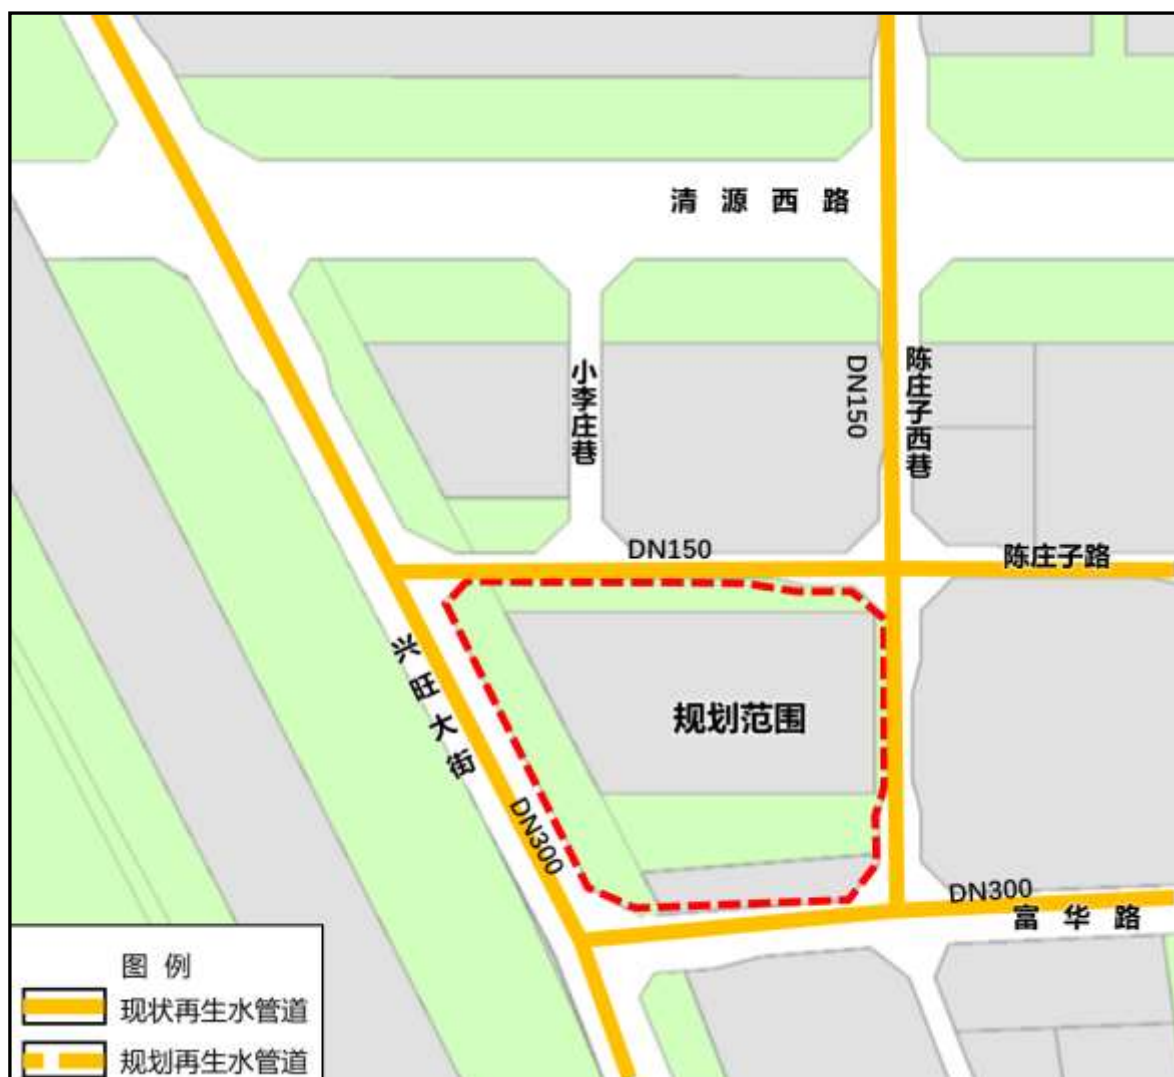 清源西路
小李庄巷
DN150
陈庄子西巷
DN150
陈庄子路
兴旺大街
规划范围
DN300
DN300
富华路
图例
现状再生水管道
规划再生水管道